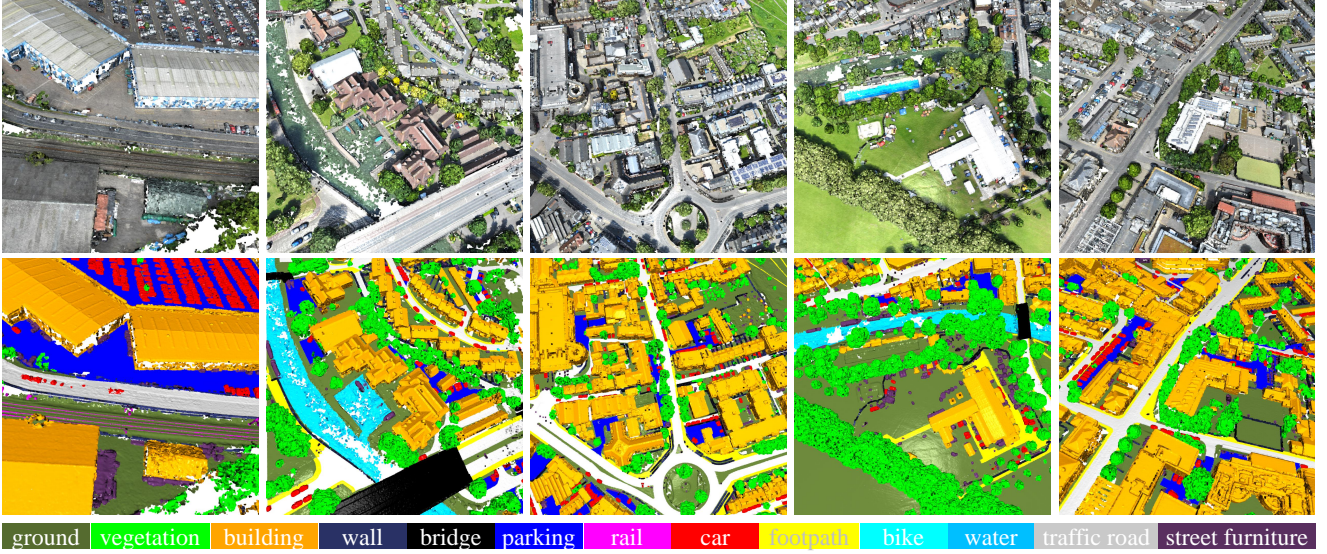 ground vegetation building wall bridge parking rail car footpath bike water traffic road street furniture